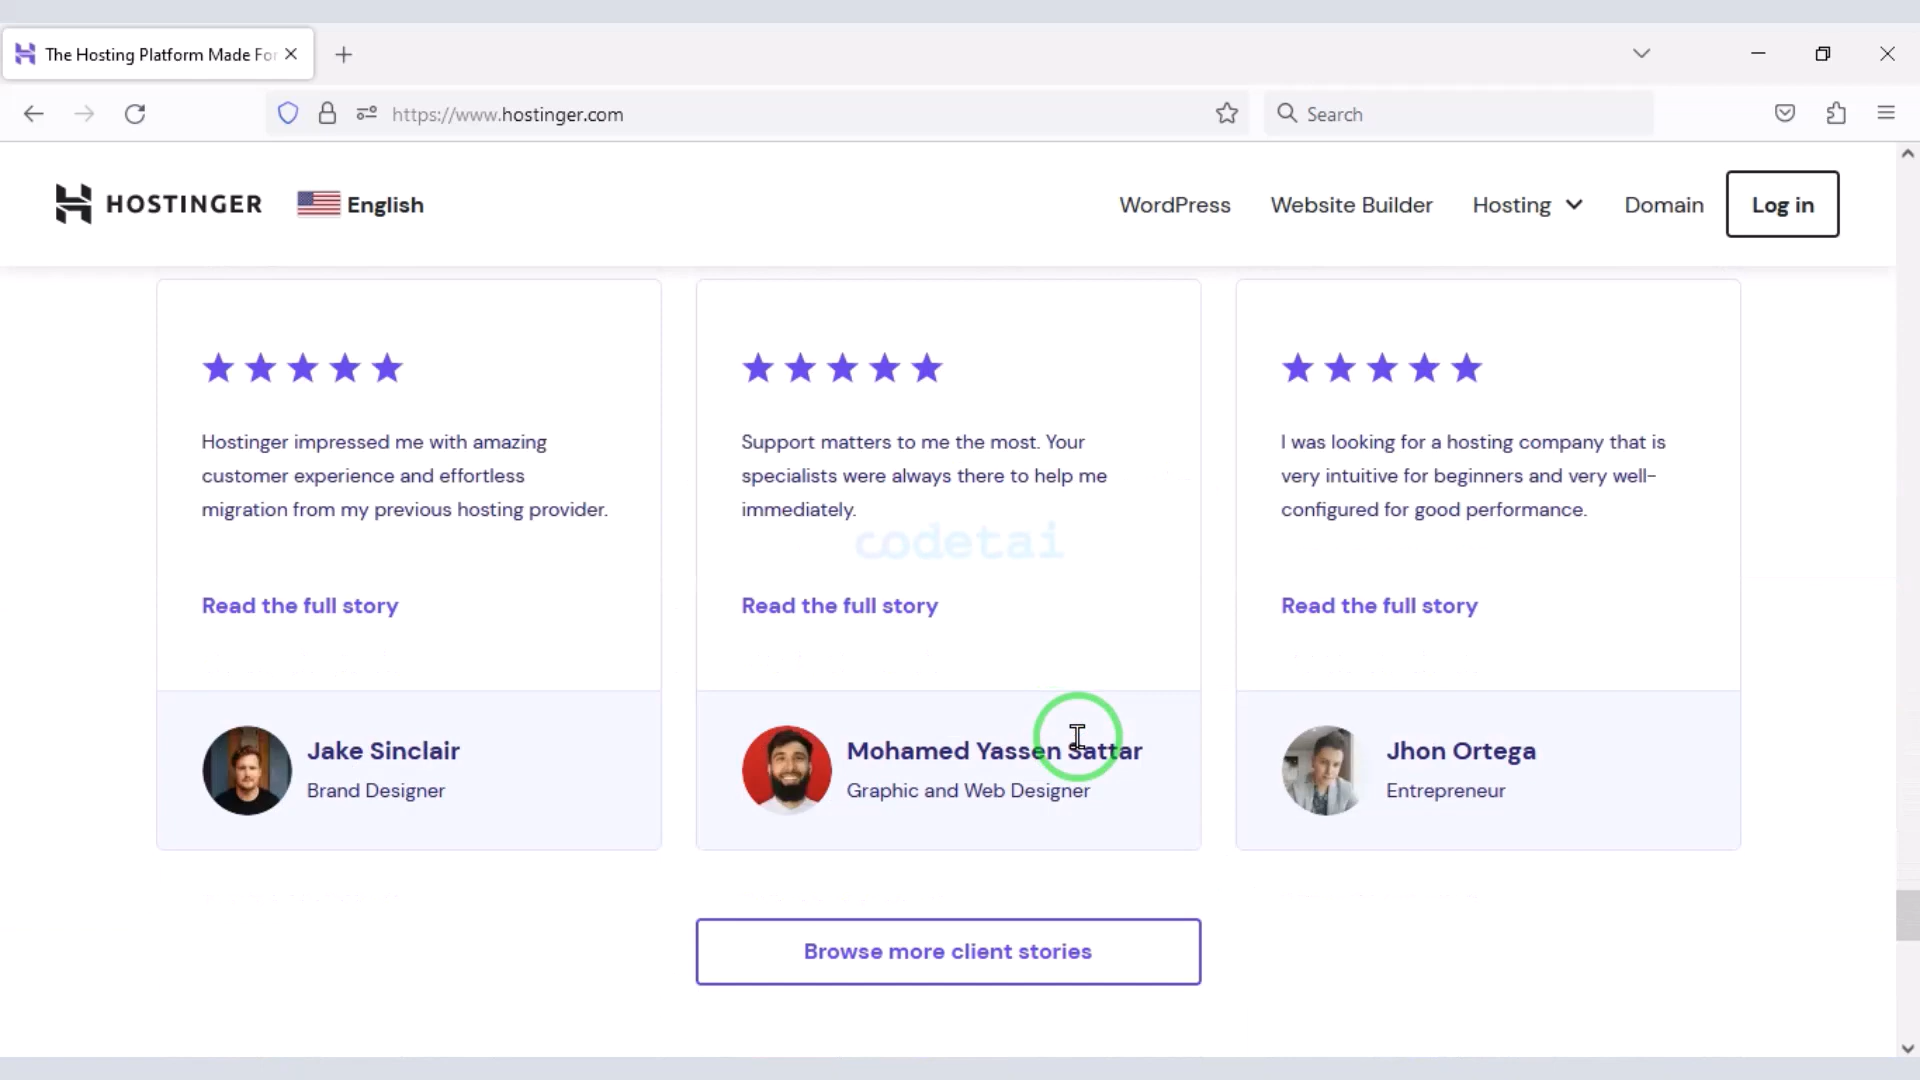 The Hosting Platform Made For
https://www.hostinger.com
Search
HOSTINGER
English
WordPress
Website Builder
Hosting
Domain
Log in
Hostinger impressed me with amazing
customer experience and effortless
migration from my previous hosting provider.
Read the full story
Jake Sinclair
Brand Designer
Support matters to me the most. Your
specialists were always there to help me
immediately.
codetai
Read the full story
Mohamed Yassen Sattar
Graphic and Web Designer
I was looking for a hosting company that is
very intuitive for beginners and very well-
configured for good performance.
Read the full story
Jhon Ortega
Entrepreneur
Browse more client stories